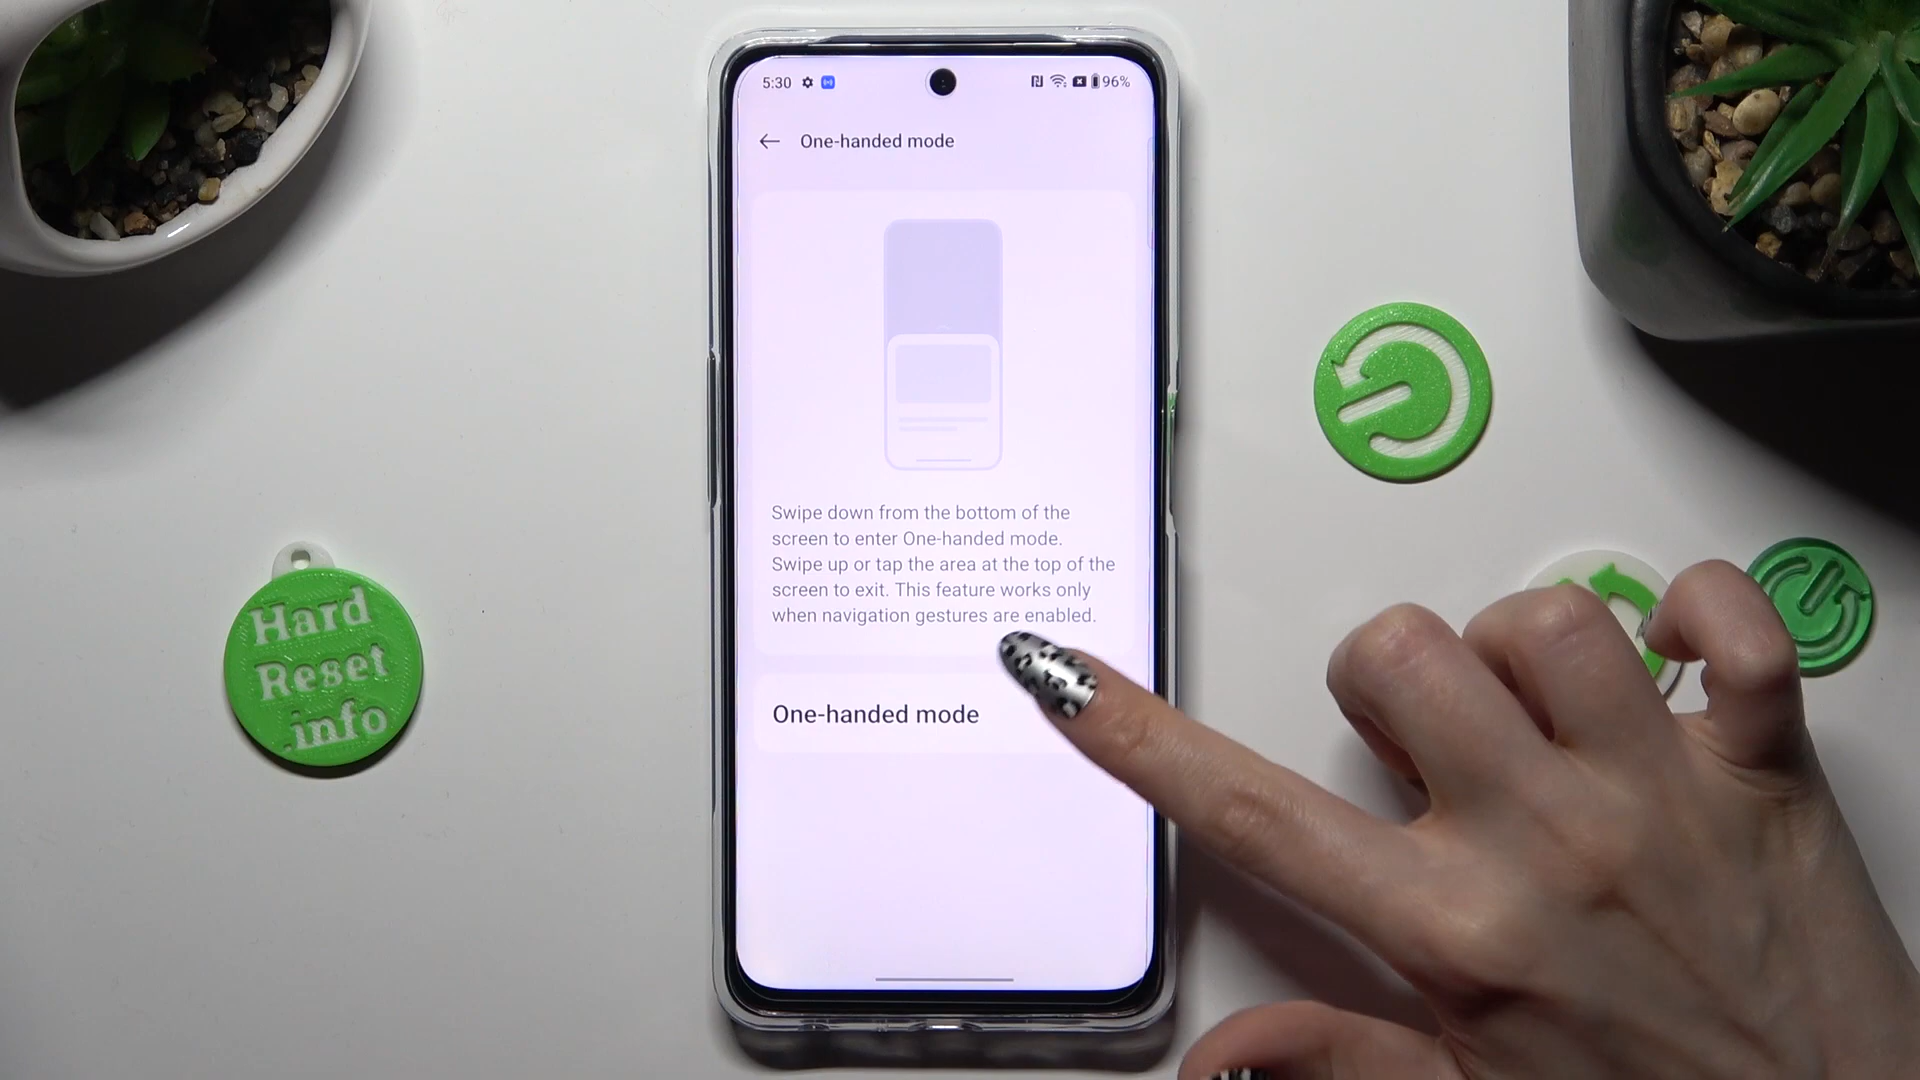 5:30 96%
One-handed mode
Swipe down from the bottom of the
screen to enter One-handed mode.
Swipe up or tap the area at the top of the
screen to exit. This feature works only
when navigation gestures are enabled.
One-handed mode
Hard
Reset
.info